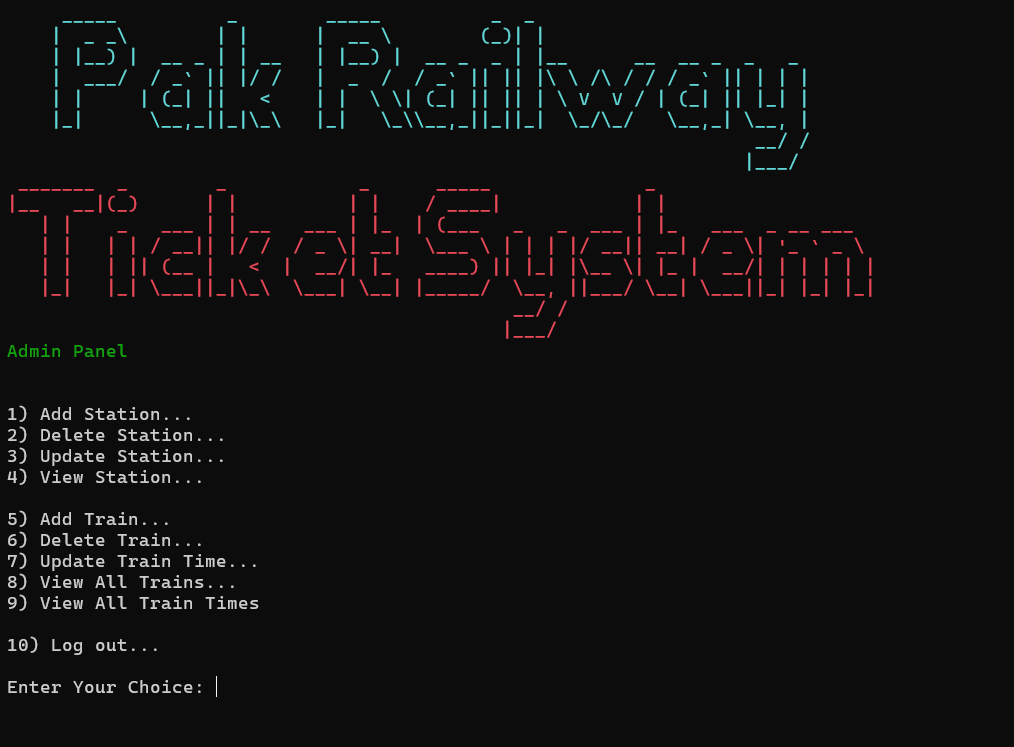 Pak Railway
Ticket System
Admin Panel
1) Add Station...
2) Delete Station...
3) Update Station...
4) View Station...
5) Add Train...
6) Delete Train...
7) Update Train Time...
8) View All Trains...
9) View All Train Times
10) Log out...
Enter Your Choice: